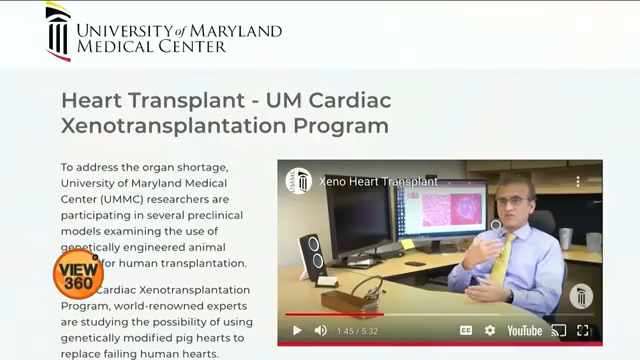 UNIVERSITY of MARYLAND
MEDICAL CENTER
Heart Transplant - UM Cardiac
Xenotransplantation Program
To address the organ shortage,
University of Maryland Medical
Center (UMMC) researchers are
participating in several preclinical
models examining the use of
genetically engineered animal
for human transplantation.
Cardiac Xenotransplantation
Program, world-renowned experts
are studying the possibility of using
genetically modified pig hearts to
replace failing human hearts.
VIEW
360°
UMMC
Xeno Heart Transplant
1:45 / 5:32
CC
YouTube